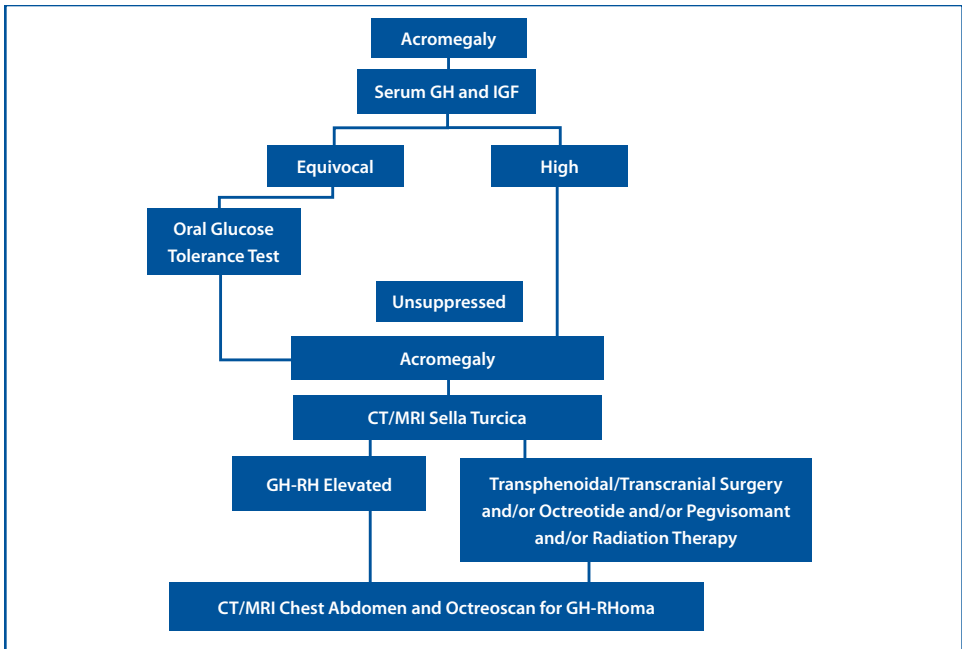 Acromegaly
Serum GH and IGF
Equivocal
High
Oral Glucose
Tolerance Test
Unsuppressed
Acromegaly
CT/MRI Sella Turcica
GH-RH Elevated
Transphenoidal/Transcranial Surgery
and/or Octreotide and/or Pegvisomant
and/or Radiation Therapy
CT/MRI Chest Abdomen and Octreoscan for GH-RHoma